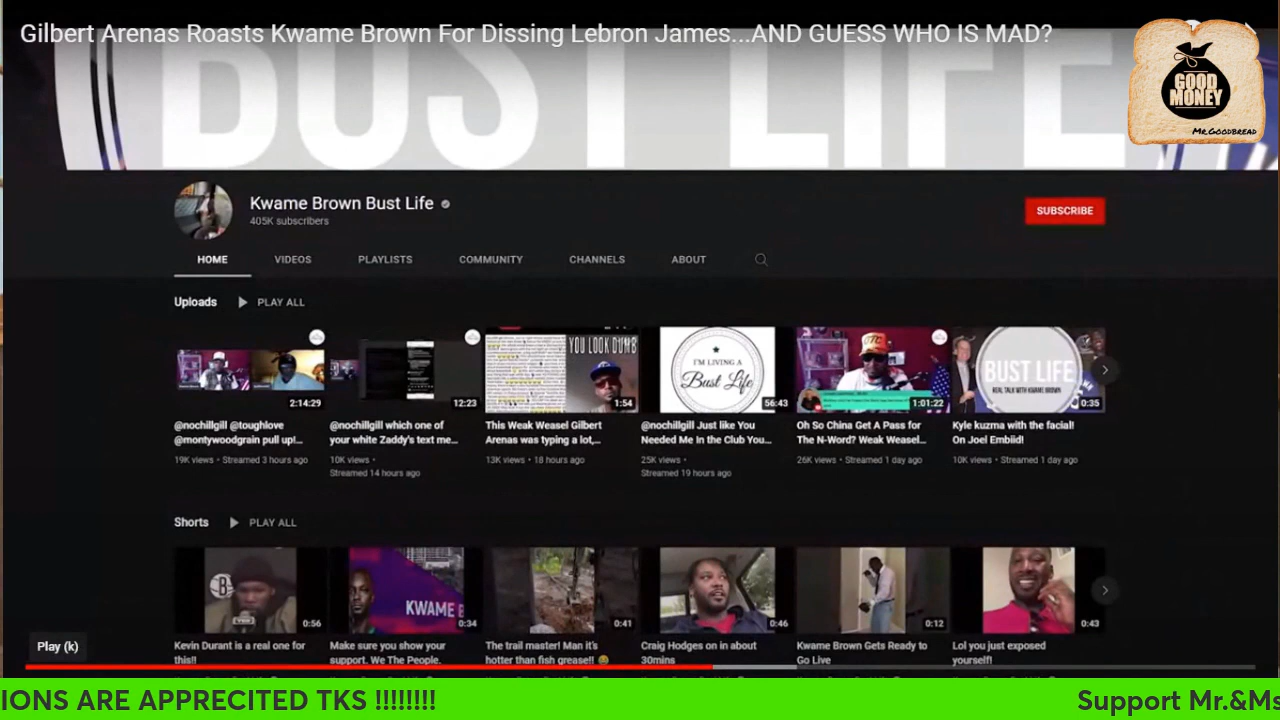 Gilbert Arenas Roasts Kwame Brown For Dissing Lebron James...AND GUESS WHO IS MAD?
BUST LIFE
GOOD
MONEY
MR.GOODBREAD
Kwame Brown Bust Life
405K subscribers
SUBSCRIBE
HOME VIDEOS PLAYLISTS COMMUNITY CHANNELS ABOUT
Uploads PLAY ALL
YOU LOOK DUMB
I'M LIVING A
Bust Life
BUST LIFE
REAL TALK WITH KWAME BROWN
2:14:29 12:23 1:54 56:43 1:01:22 0:35
@nochillgill @toughlove @nochillgill which one of This Weak Weasel Gilbert @nochillgill Just like You Oh So China Get A Pass for Kyle kuzma with the facial!
@montywoodgrain pull up!... your white Zaddy's text me... Arenas was typing a lot,... Needed Me In the Club You... The N-Word? Weak Weasel... On Joel Embiid!
19K views • Streamed 3 hours ago 10K views • 13K views • 18 hours ago 25K views • 26K views • Streamed 1 day ago 10K views • Streamed 1 day ago
Streamed 14 hours ago Streamed 19 hours ago
Shorts PLAY ALL
KWAME B
0:56 0:34 0:41 0:46 0:12 0:43
Kevin Durant is a real one for Make sure you show your The trail master! Man it's Craig Hodges on in about Kwame Brown Gets Ready to Lol you just exposed
this!! support. We The People. hotter than fish grease!! 😂 30mins Go Live yourself!
Play (k)
IONS ARE APPRECITED TKS !!!!!!!! Support Mr.&Ms